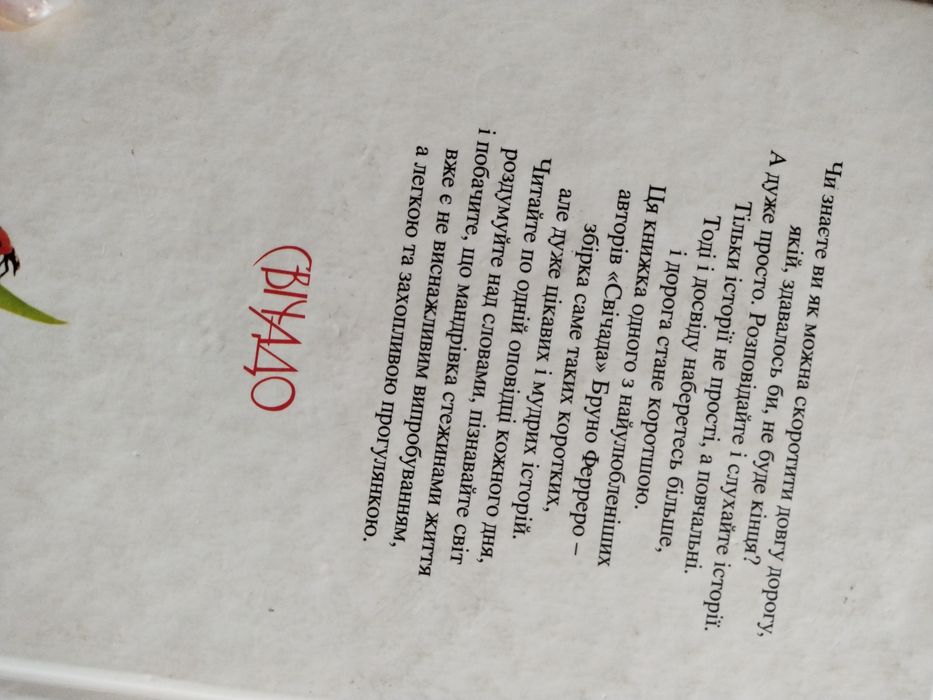 Чи знаєте ви як можна скоротити довгу дорогу,
якій, здавалось би, не буде кінця?
А дуже просто. Розповідайте і слухайте історії.
Тільки історії не прості, а повчальні.
Тоді і досвіду наберетесь більше,
і дорога стане коротшою.
Ця книжка одного з найулюбленіших
авторів «Свічада» Бруно Ферреро –
збірка саме таких коротких,
але дуже цікавих і мудрих історій.
Читайте по одній оповідці кожного дня,
роздумуйте над словами, пізнавайте світ
і побачите, що мандрівка стежинами життя
вже є не виснажливим випробуванням,
а легкою та захопливою прогулянкою.
СВІЧАДО